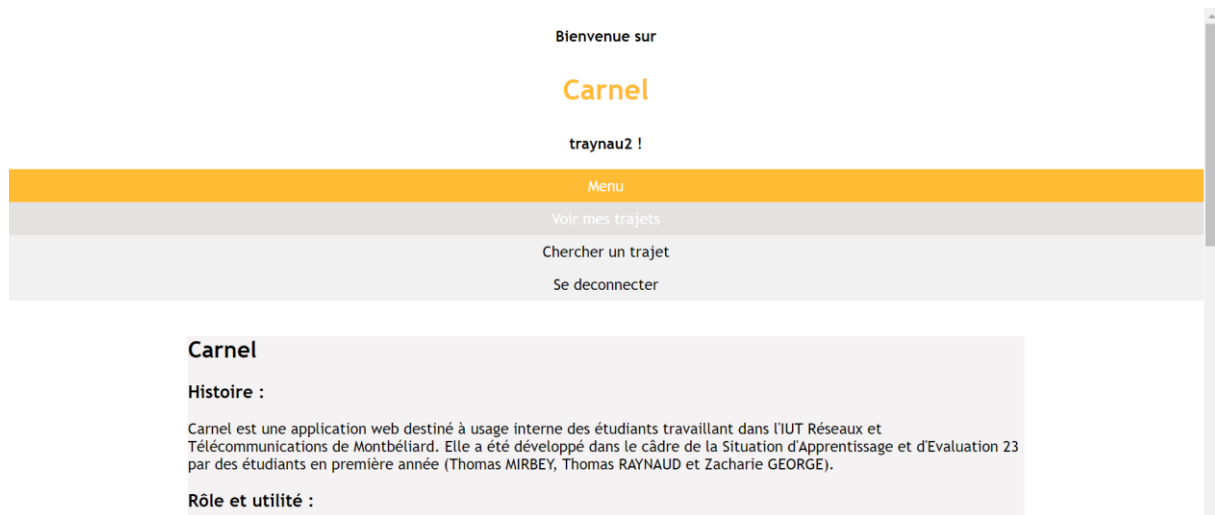 Bienvenue sur
Carnel
traynau2 !
Menu
Voir mes trajets
Chercher un trajet
Se deconnecter
Carnel
Histoire :
Carnel est une application web destiné à usage interne des étudiants travaillant dans l'IUT Réseaux et
Télécommunications de Montbéliard. Elle a été développé dans le câdre de la Situation d'Apprentissage et d'Evaluation 23
par des étudiants en première année (Thomas MIRBEY, Thomas RAYNAUD et Zacharie GEORGE).
Rôle et utilité :